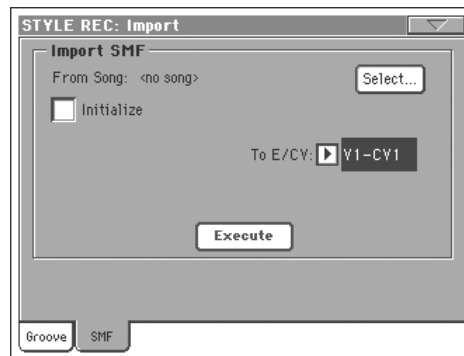 STYLE REC: Import
Import SMF
From Song: <no song>
Select...
Initialize
To E/CV: V1-CV1
Execute
Groove SMF